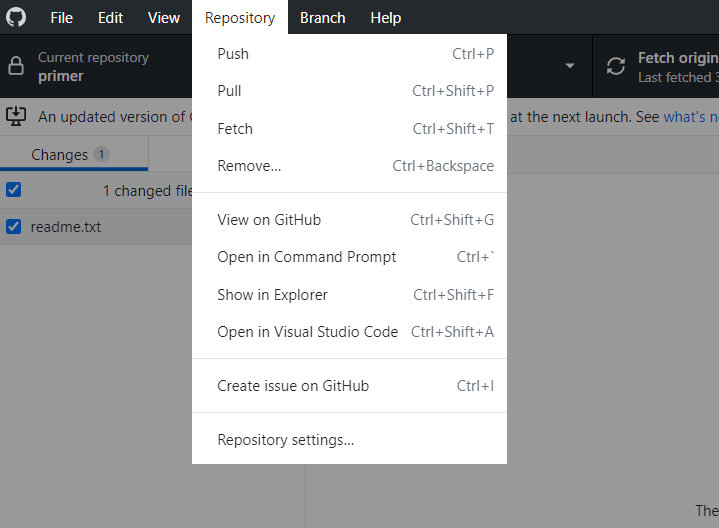 File Edit View Repository Branch Help
Current repository
primer
Fetch origin
Last fetched 3
An updated version of
at the next launch. See what's n
Changes 1
1 changed file
readme.txt
Push Ctrl+P
Pull Ctrl+Shift+P
Fetch Ctrl+Shift+T
Remove... Ctrl+Backspace
View on GitHub Ctrl+Shift+G
Open in Command Prompt Ctrl+`
Show in Explorer Ctrl+Shift+F
Open in Visual Studio Code Ctrl+Shift+A
Create issue on GitHub Ctrl+I
Repository settings...
The